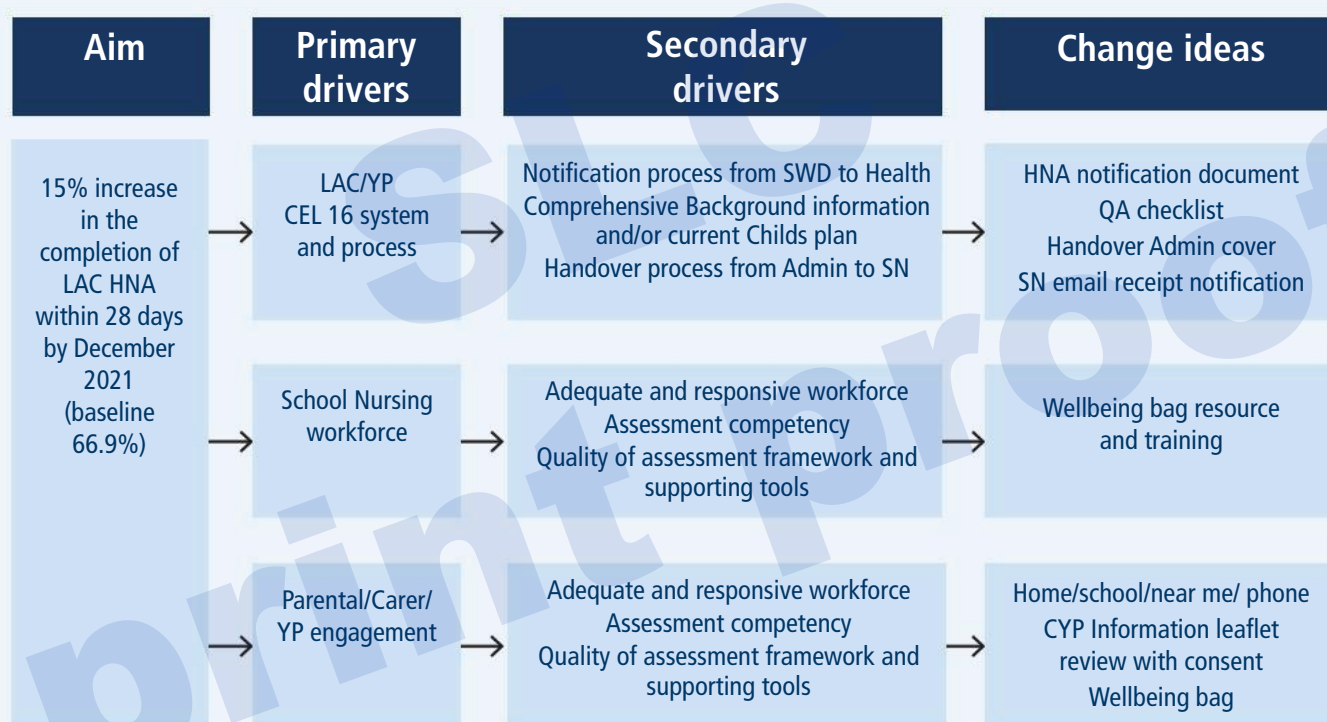 Aim
Primary
drivers
Secondary
drivers
Change ideas
15% increase
in the
completion of
LAC HNA
within 28 days
by December
2021
(baseline
66.9%)
LAC/YP
CEL 16 system
and process
Notification process from SWD to Health
Comprehensive Background information
and/or current Childs plan
Handover process from Admin to SN
HNA notification document
QA checklist
Handover Admin cover
SN email receipt notification
School Nursing
workforce
Adequate and responsive workforce
Assessment competency
Quality of assessment framework and
supporting tools
Wellbeing bag resource
and training
Parental/Carer/
YP engagement
Adequate and responsive workforce
Assessment competency
Quality of assessment framework and
supporting tools
Home/school/near me/ phone
CYP Information leaflet
review with consent
Wellbeing bag
SLC
print proof